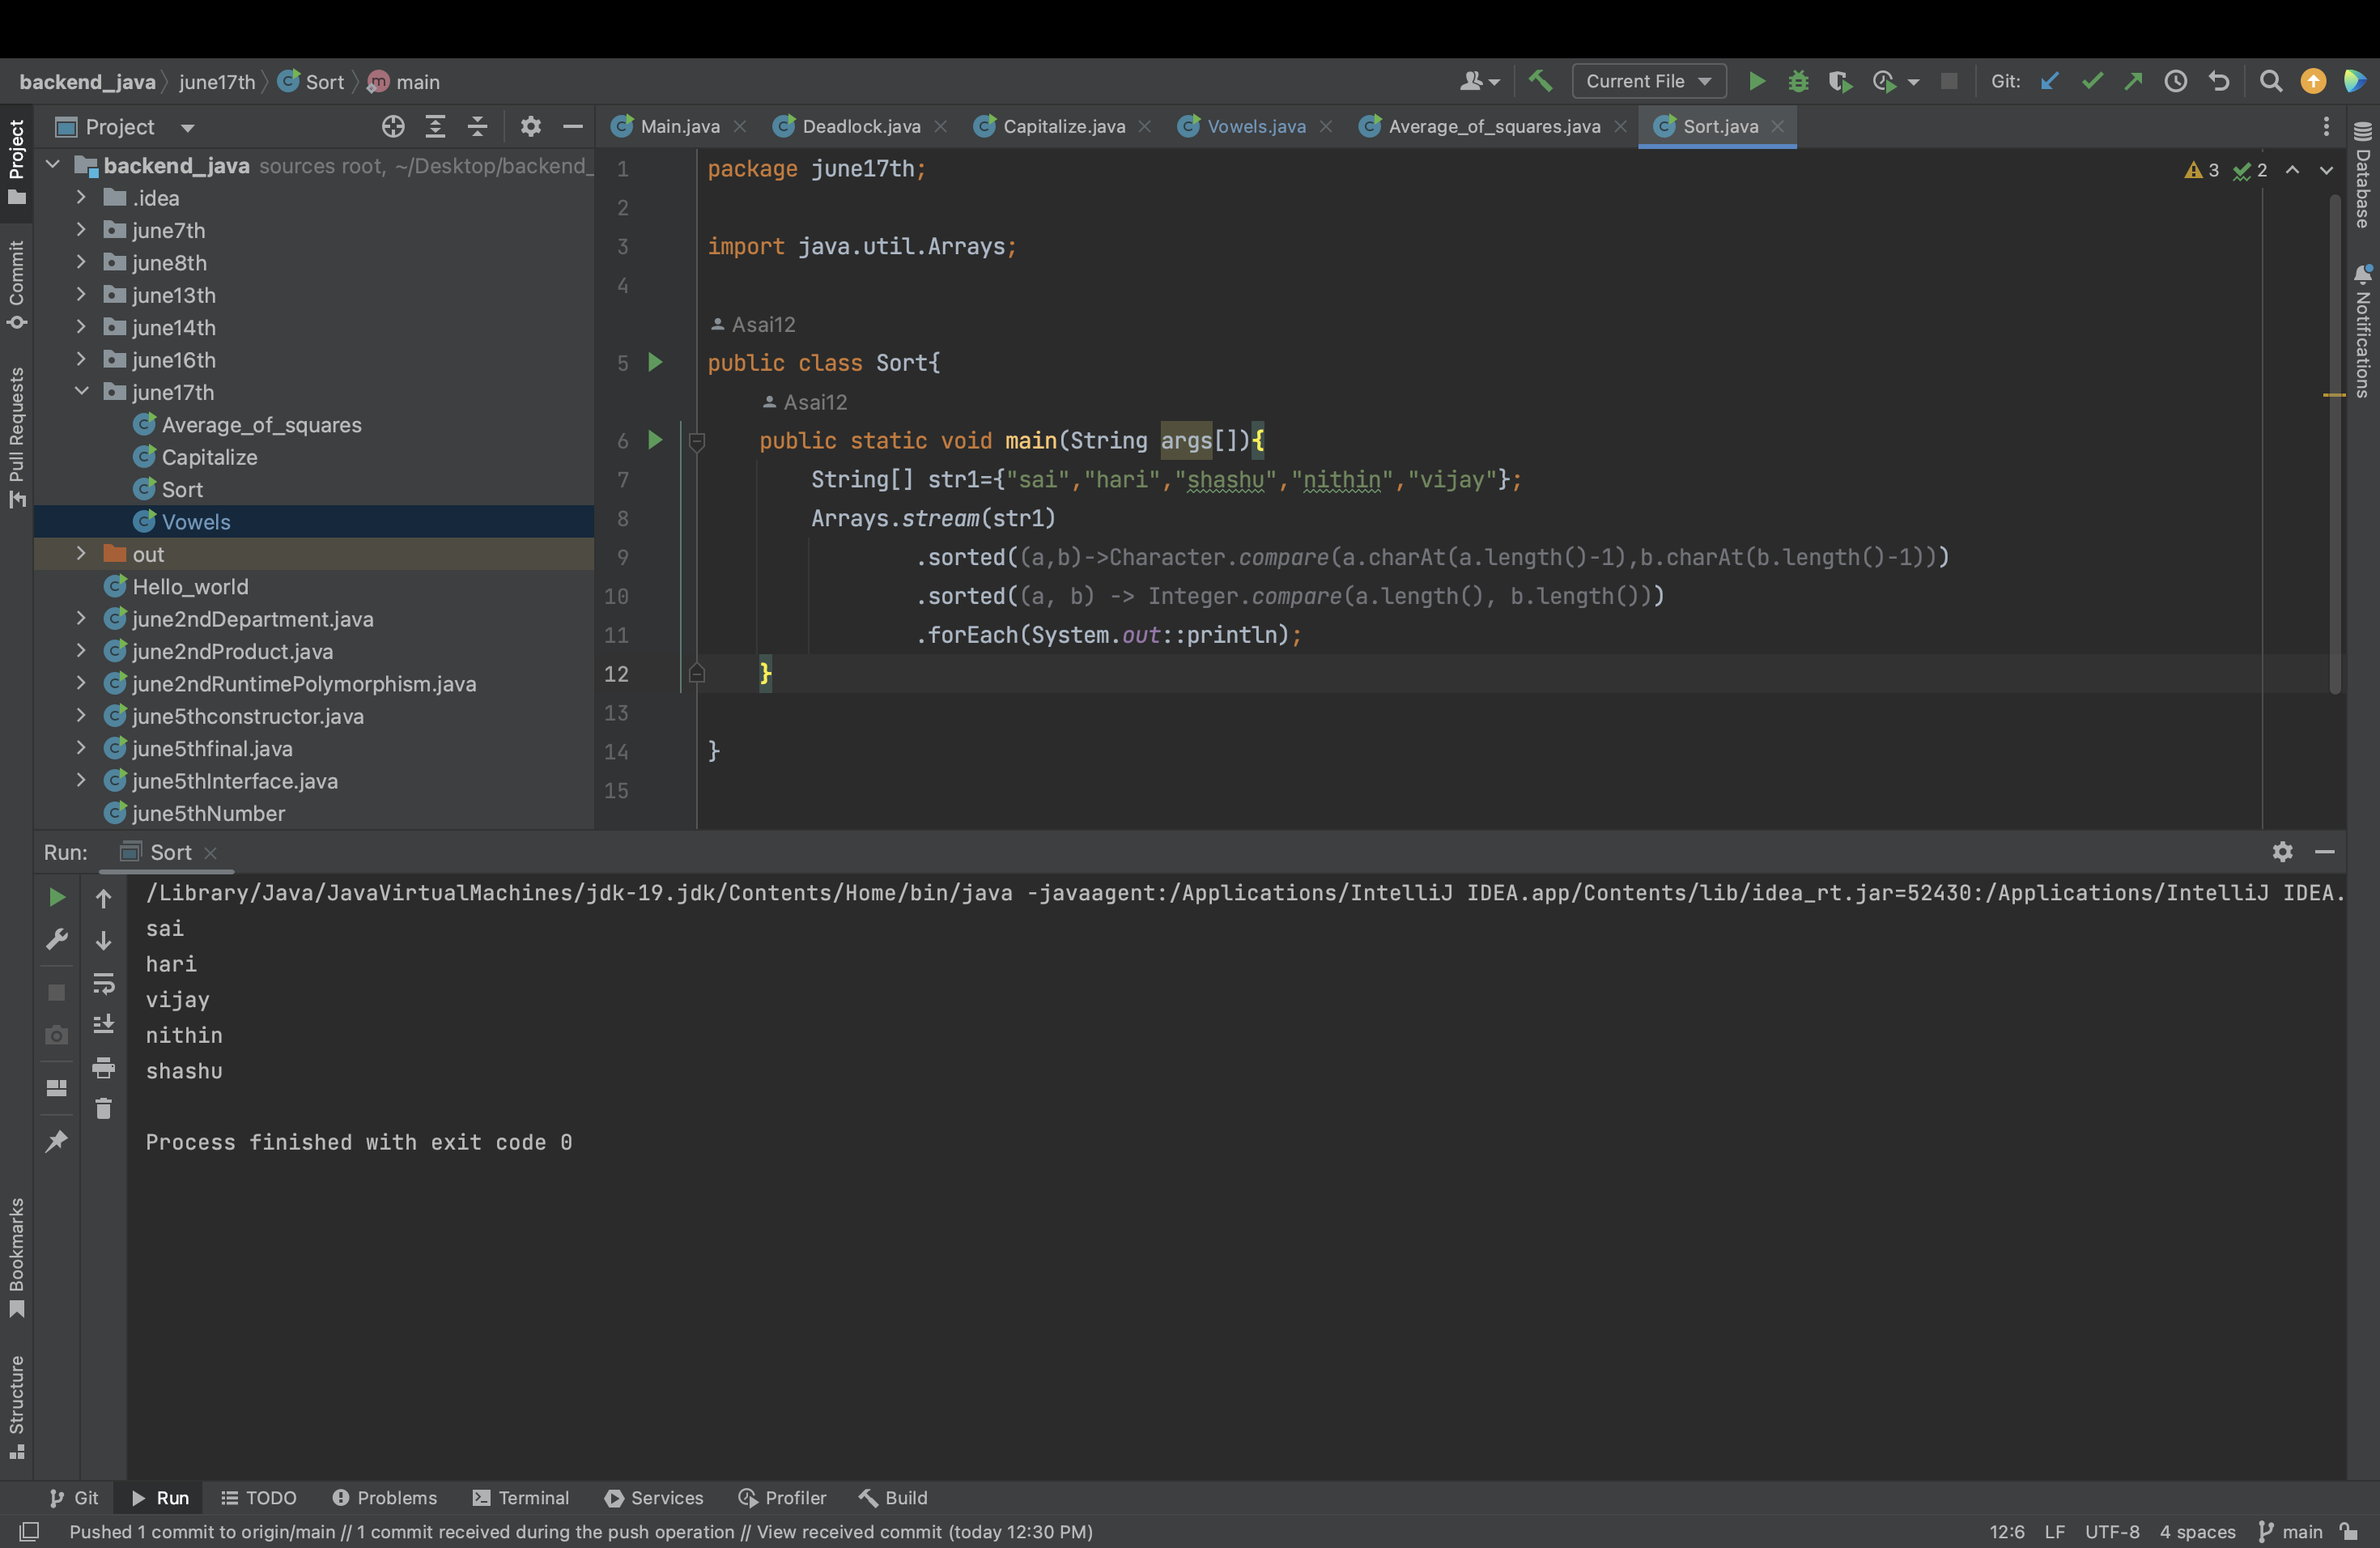 backend_java june17th Sort main
Current File Git:
Project
Main.java Deadlock.java Capitalize.java Vowels.java Average_of_squares.java Sort.java
Project
Commit
Pull Requests
Bookmarks
Structure
Database
Notifications
backend_java sources root, ~/Desktop/backend_
.idea
june7th
june8th
june13th
june14th
june16th
june17th
Average_of_squares
Capitalize
Sort
Vowels
out
Hello_world
june2ndDepartment.java
june2ndProduct.java
june2ndRuntimePolymorphism.java
june5thconstructor.java
june5thfinal.java
june5thInterface.java
june5thNumber
3 2
1 package june17th;
2
3 import java.util.Arrays;
4
Asai12
5 public class Sort{
Asai12
6 public static void main(String args[]){
7 String[] str1={"sai","hari","shashu","nithin","vijay"};
8 Arrays.stream(str1)
9 .sorted((a,b)->Character.compare(a.charAt(a.length()-1),b.charAt(b.length()-1)))
10 .sorted((a, b) -> Integer.compare(a.length(), b.length()))
11 .forEach(System.out::println);
12 }
13
14 }
15
Run: Sort
/Library/Java/JavaVirtualMachines/jdk-19.jdk/Contents/Home/bin/java -javaagent:/Applications/IntelliJ IDEA.app/Contents/lib/idea_rt.jar=52430:/Applications/IntelliJ IDEA.
sai
hari
vijay
nithin
shashu
Process finished with exit code 0
Git Run TODO Problems Terminal Services Profiler Build
Pushed 1 commit to origin/main // 1 commit received during the push operation // View received commit (today 12:30 PM) 12:6 LF UTF-8 4 spaces main